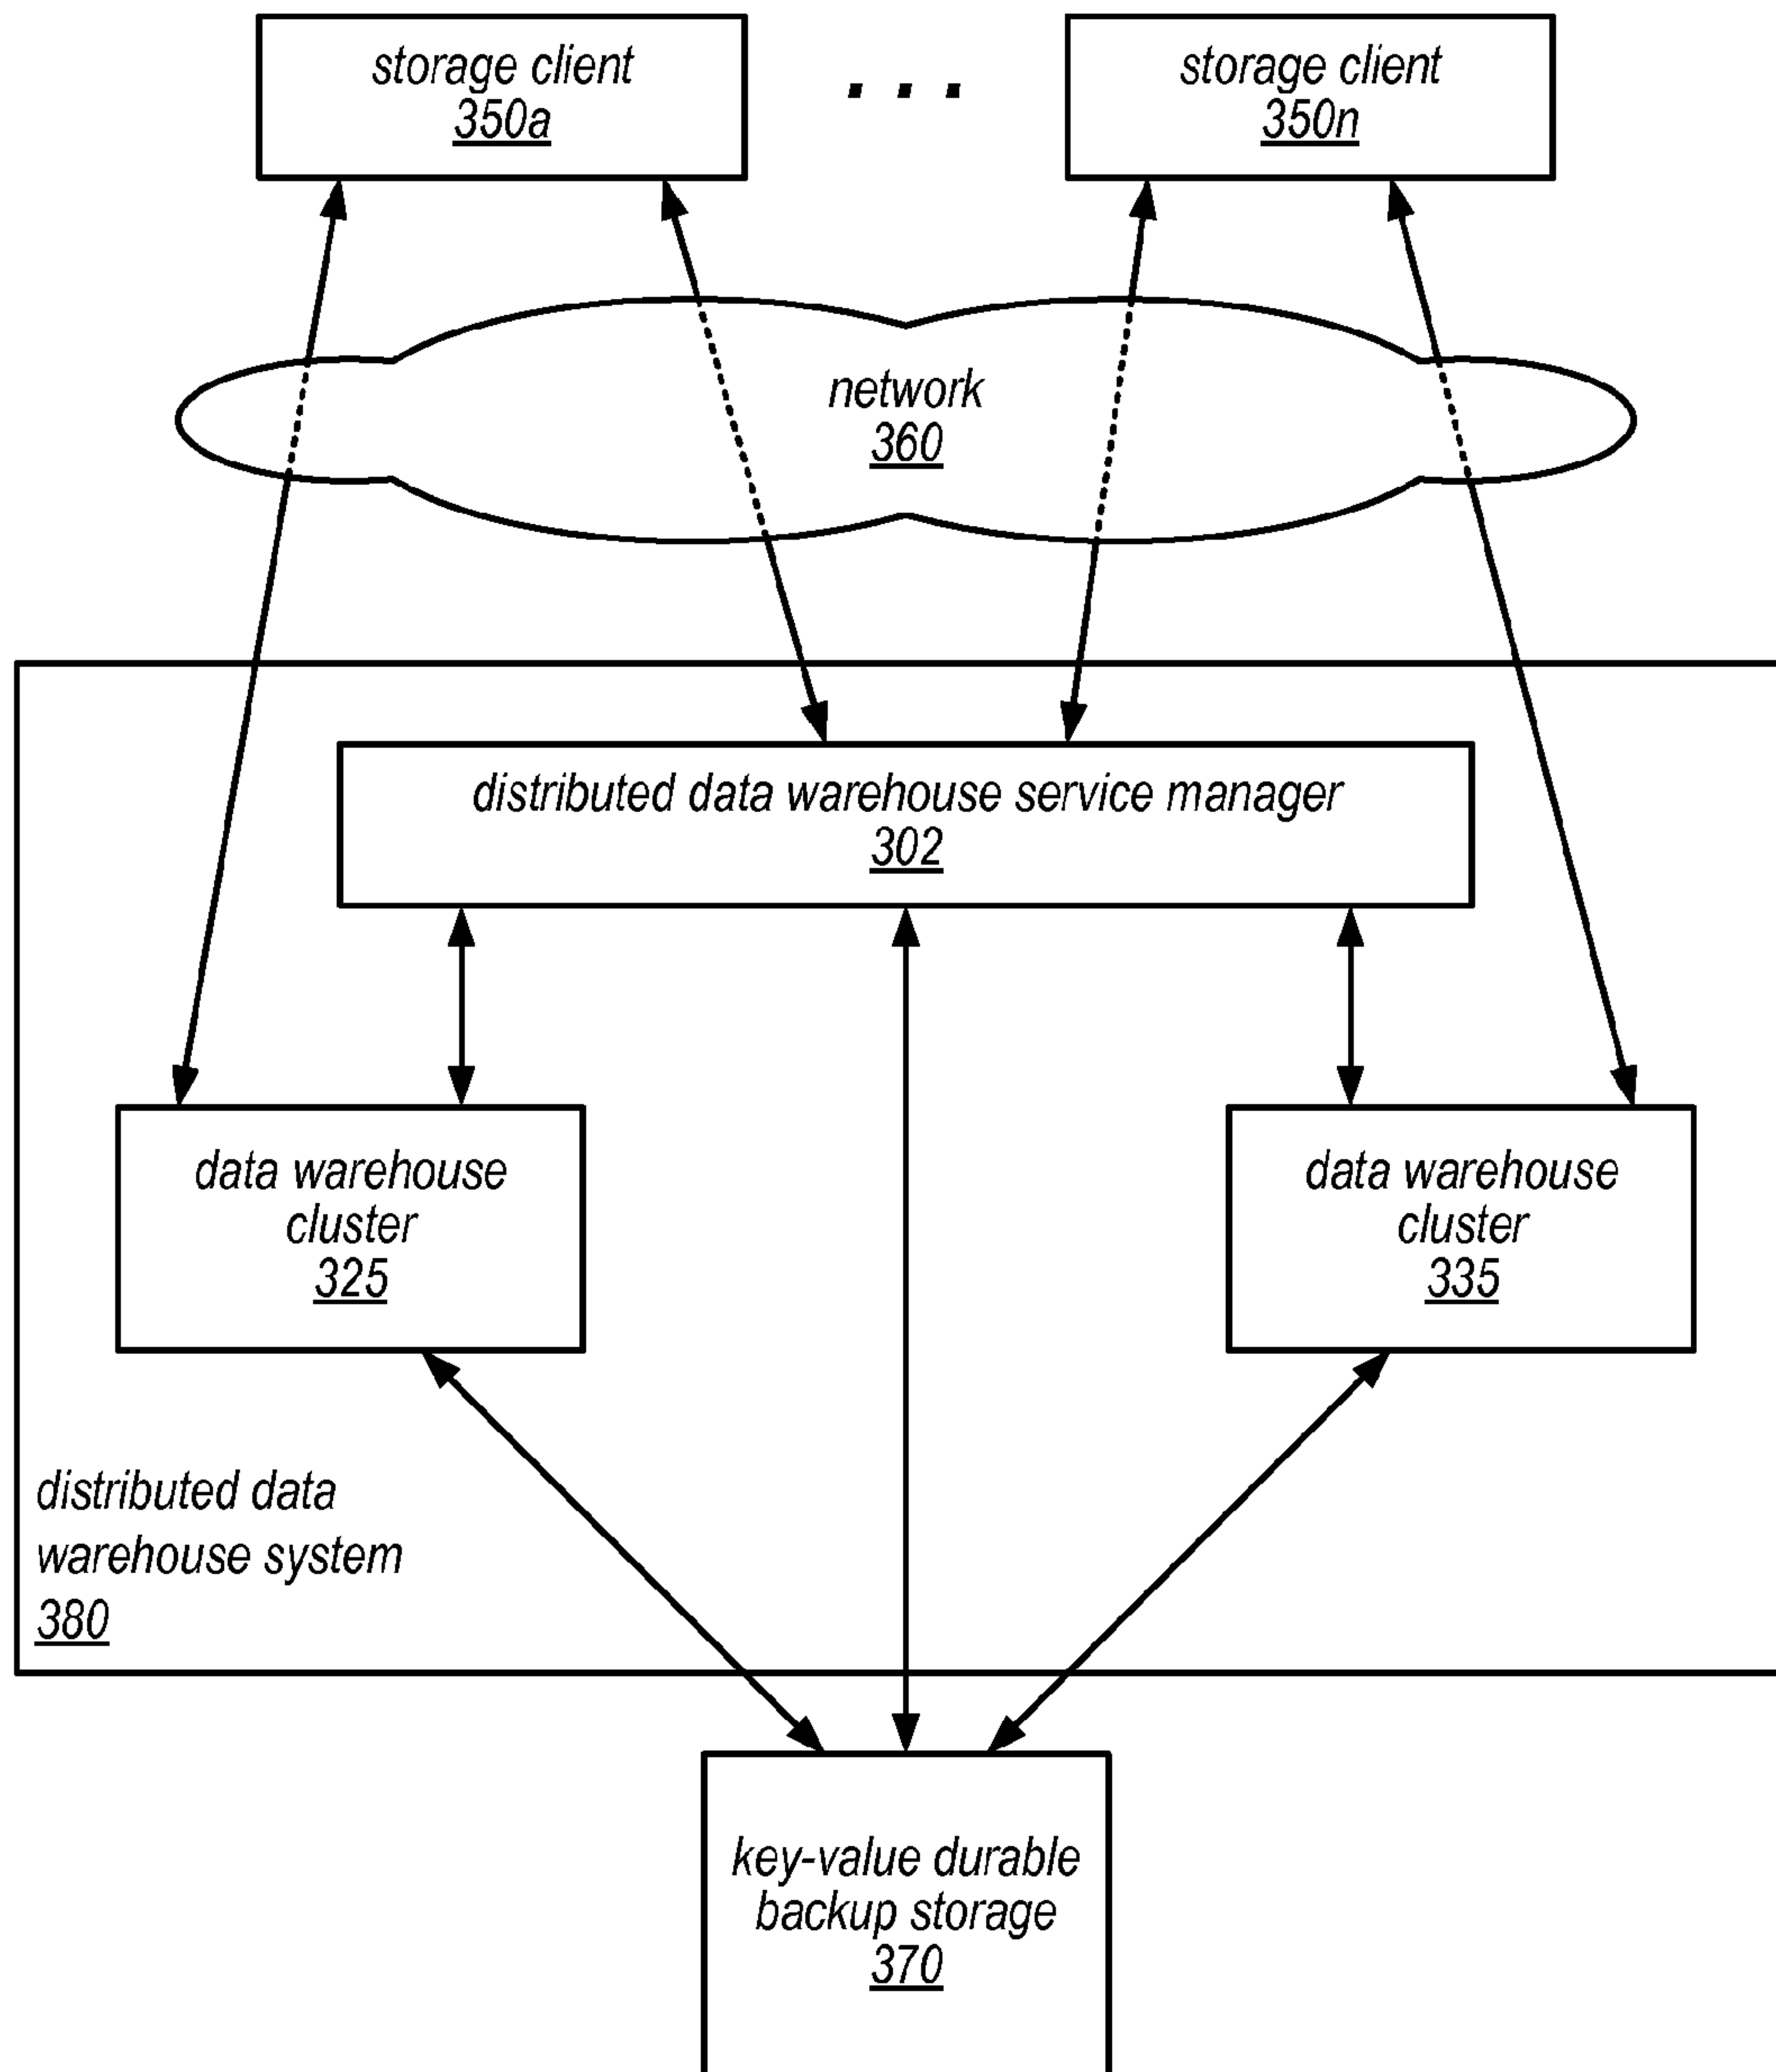 storage client
350a
. . .
storage client
350n
network
360
distributed data warehouse service manager
302
data warehouse
cluster
325
data warehouse
cluster
335
distributed data
warehouse system
380
key-value durable
backup storage
370